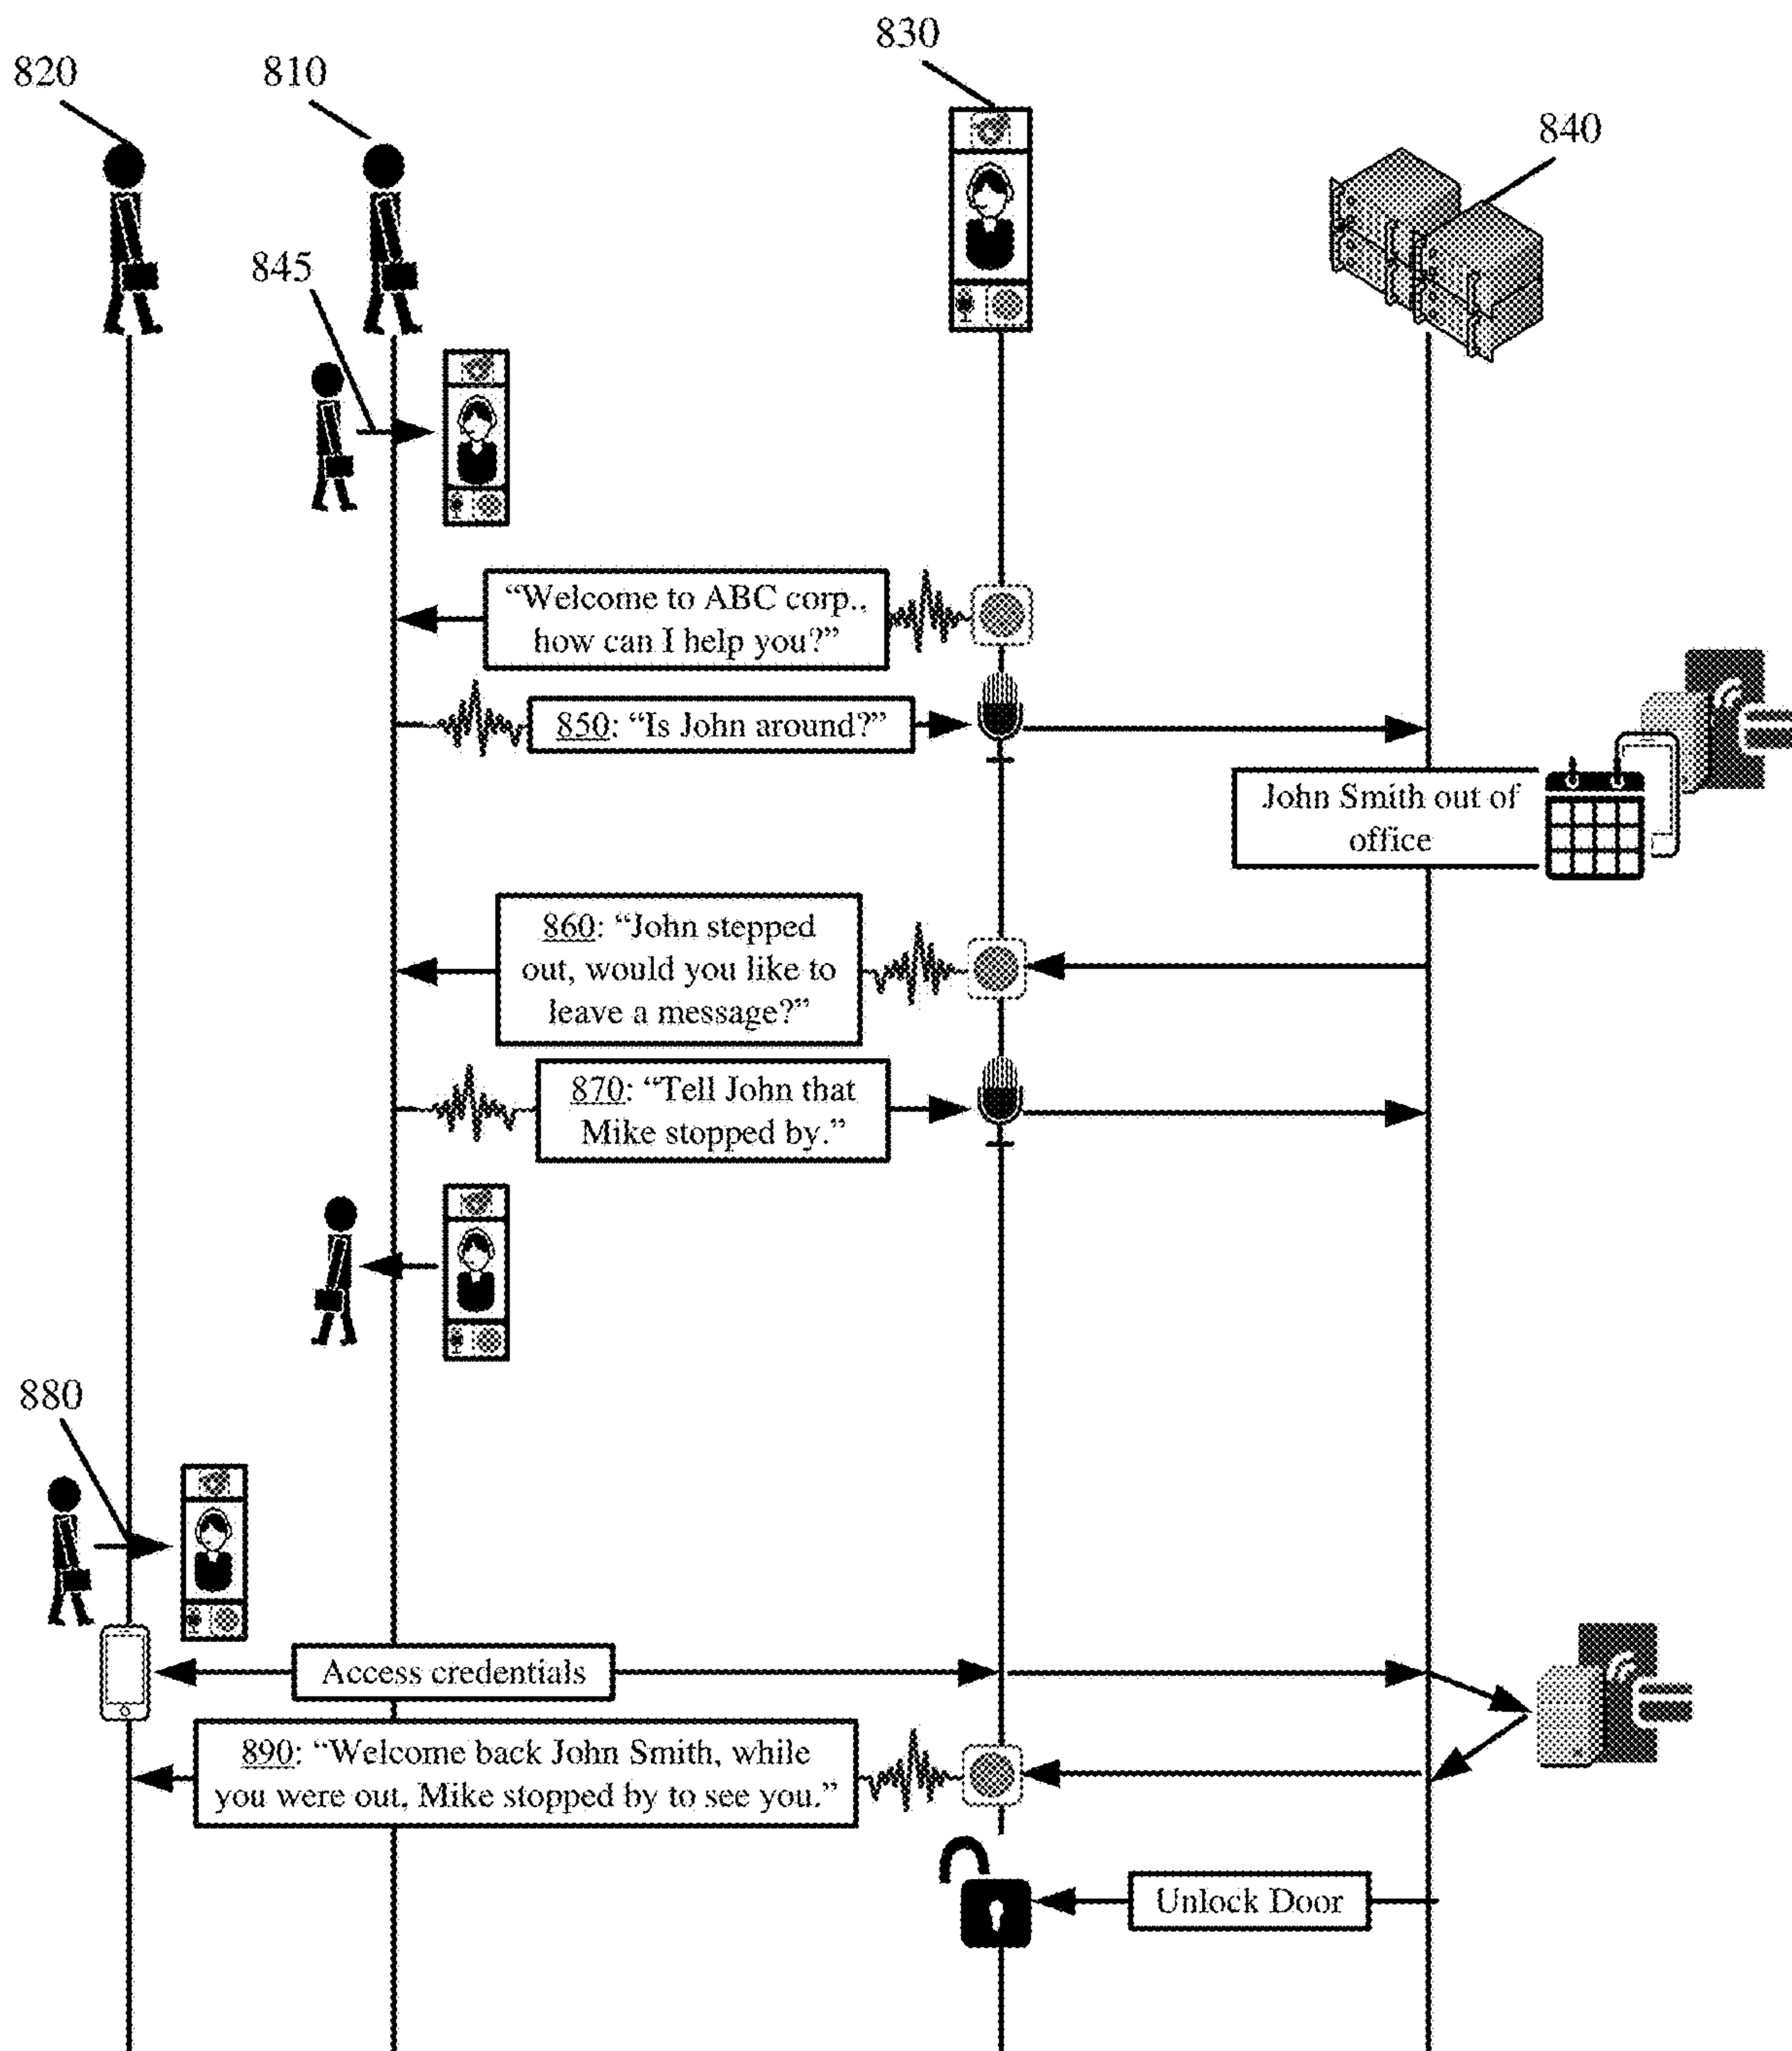 830
820
810
840
845
“Welcome to ABC corp.,
how can I help you?”
850: “Is John around?”
John Smith out of
office
860: “John stepped
out, would you like to
leave a message?”
870: “Tell John that
Mike stopped by.”
880
Access credentials
890: “Welcome back John Smith, while
you were out, Mike stopped by to see you.”
Unlock Door